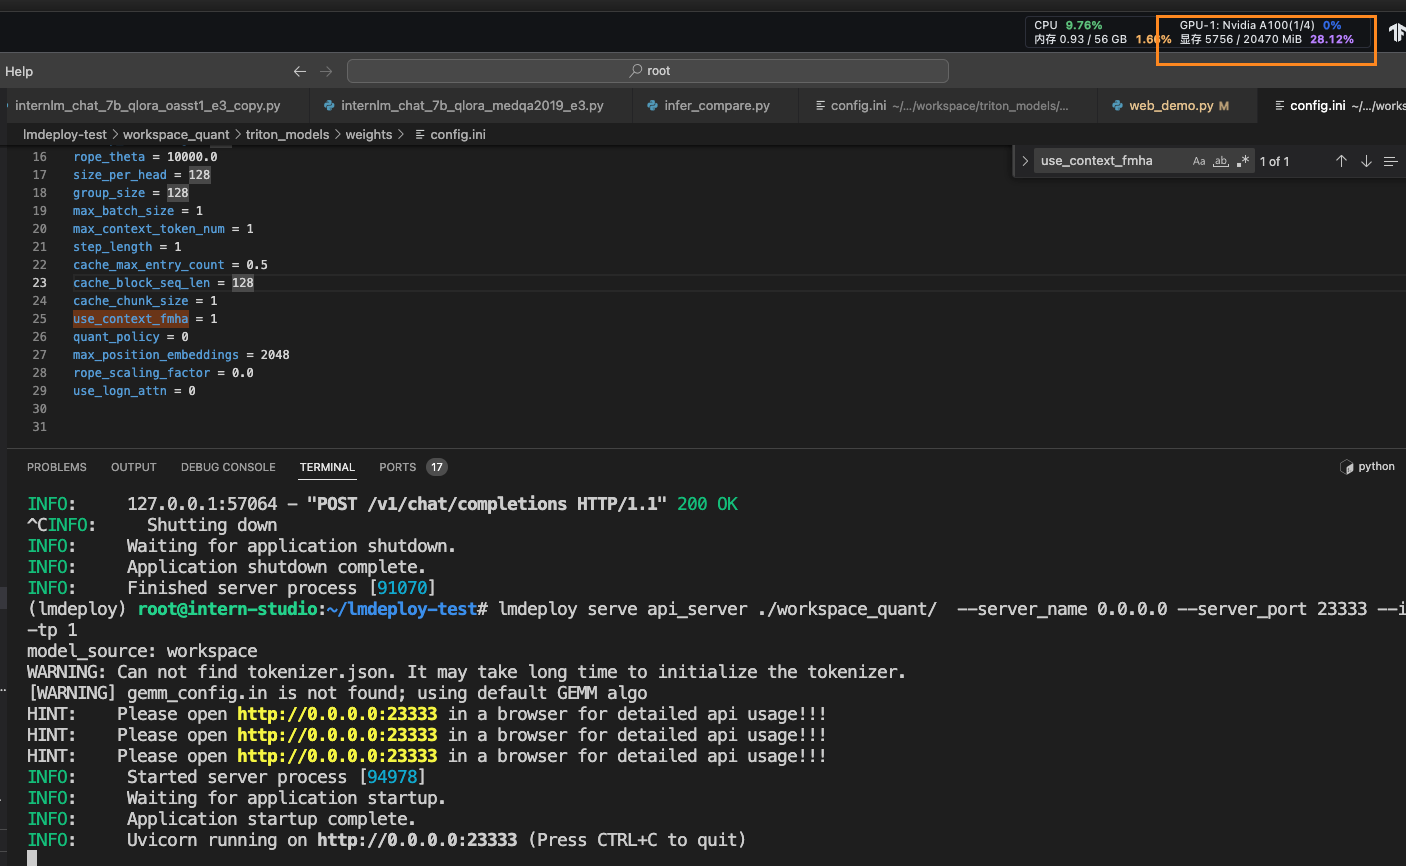 CPU 9.76% GPU-1: Nvidia A100(1/4) 0%
内存 0.93 / 56 GB 1.66% 显存 5756 / 20470 MiB 28.12%
Help
root
internlm_chat_7b_qlora_oasst1_e3_copy.py internlm_chat_7b_qlora_medqa2019_e3.py infer_compare.py config.ini ~/.../workspace/triton_models/... web_demo.py M config.ini ~/.../works
lmdeploy-test > workspace_quant > triton_models > weights > config.ini
use_context_fmha Aa ab .* 1 of 1
16 rope_theta = 10000.0
17 size_per_head = 128
18 group_size = 128
19 max_batch_size = 1
20 max_context_token_num = 1
21 step_length = 1
22 cache_max_entry_count = 0.5
23 cache_block_seq_len = 128
24 cache_chunk_size = 1
25 use_context_fmha = 1
26 quant_policy = 0
27 max_position_embeddings = 2048
28 rope_scaling_factor = 0.0
29 use_logn_attn = 0
30
31
PROBLEMS OUTPUT DEBUG CONSOLE TERMINAL PORTS 17 python
INFO: 127.0.0.1:57064 - "POST /v1/chat/completions HTTP/1.1" 200 OK
^CINFO: Shutting down
INFO: Waiting for application shutdown.
INFO: Application shutdown complete.
INFO: Finished server process [91070]
(lmdeploy) root@intern-studio:~/lmdeploy-test# lmdeploy serve api_server ./workspace_quant/ --server_name 0.0.0.0 --server_port 23333 --i
-tp 1
model_source: workspace
WARNING: Can not find tokenizer.json. It may take long time to initialize the tokenizer.
[WARNING] gemm_config.in is not found; using default GEMM algo
HINT: Please open http://0.0.0.0:23333 in a browser for detailed api usage!!!
HINT: Please open http://0.0.0.0:23333 in a browser for detailed api usage!!!
HINT: Please open http://0.0.0.0:23333 in a browser for detailed api usage!!!
INFO: Started server process [94978]
INFO: Waiting for application startup.
INFO: Application startup complete.
INFO: Uvicorn running on http://0.0.0.0:23333 (Press CTRL+C to quit)